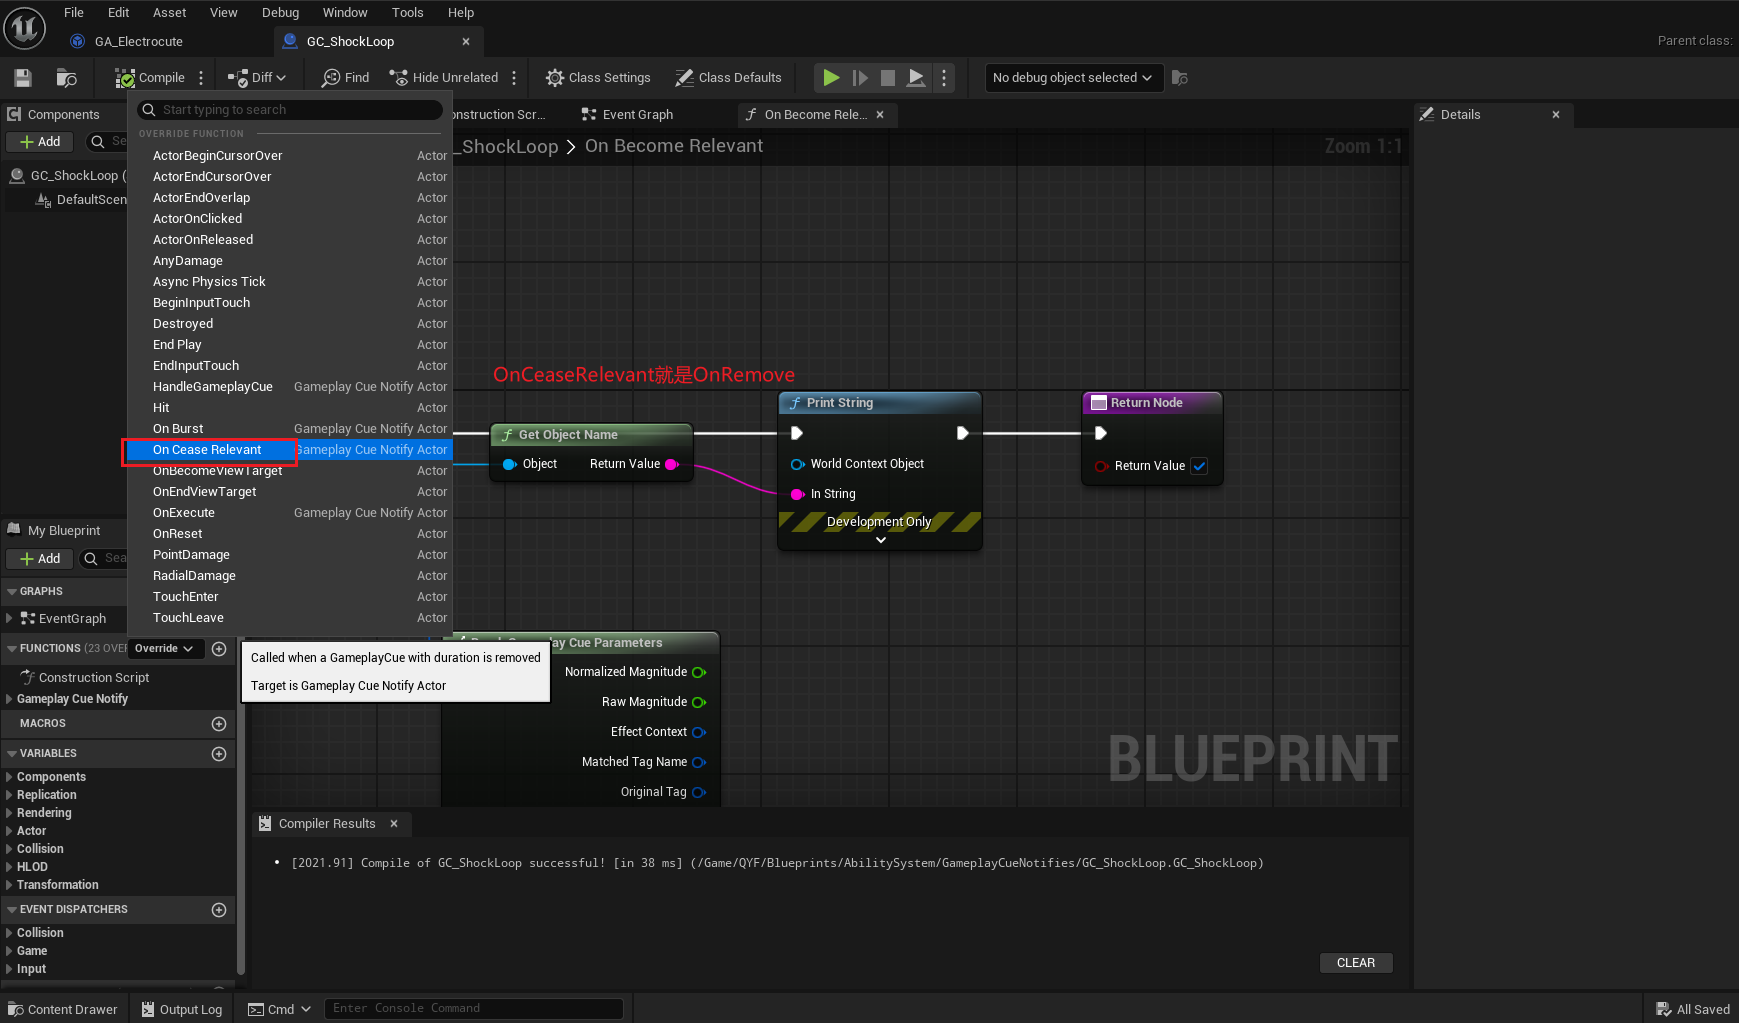 File Edit Asset View Debug Window Tools Help
GA_Electrocute
GC_ShockLoop
Parent class:
Compile
Diff
Find
Hide Unrelated
Class Settings
Class Defaults
No debug object selected
Components
Start typing to search
onstruction Scr...
Event Graph
On Become Rele...
Details
OVERRIDE FUNCTION
Add
Se
_ShockLoop > On Become Relevant
Zoom 1:1
ActorBeginCursorOver Actor
GC_ShockLoop (
ActorEndCursorOver Actor
DefaultScen
ActorEndOverlap Actor
ActorOnClicked Actor
ActorOnReleased Actor
AnyDamage Actor
Async Physics Tick Actor
BeginInputTouch Actor
Destroyed Actor
End Play Actor
EndInputTouch Actor
HandleGameplayCue Gameplay Cue Notify Actor
Hit Actor
On Burst Gameplay Cue Notify Actor
On Cease Relevant Gameplay Cue Notify Actor
OnBecomeViewTarget Actor
OnEndViewTarget Actor
OnExecute Gameplay Cue Notify Actor
OnReset Actor
PointDamage Actor
RadialDamage Actor
TouchEnter Actor
TouchLeave Actor
OnCeaseRelevant就是OnRemove
Get Object Name
Object
Return Value
Print String
World Context Object
In String
Development Only
Return Node
Return Value
My Blueprint
Add
Sea
GRAPHS
EventGraph
FUNCTIONS (23 OVER
Override
Construction Script
Gameplay Cue Notify
MACROS
VARIABLES
Components
Replication
Rendering
Actor
Collision
HLOD
Transformation
EVENT DISPATCHERS
Collision
Game
Input
Called when a GameplayCue with duration is removed
Target is Gameplay Cue Notify Actor
ay Cue Parameters
Normalized Magnitude
Raw Magnitude
Effect Context
Matched Tag Name
Original Tag
BLUEPRINT
Compiler Results
[2021.91] Compile of GC_ShockLoop successful! [in 38 ms] (/Game/QYF/Blueprints/AbilitySystem/GameplayCueNotifies/GC_ShockLoop.GC_ShockLoop)
CLEAR
Content Drawer
Output Log
Cmd
Enter Console Command
All Saved